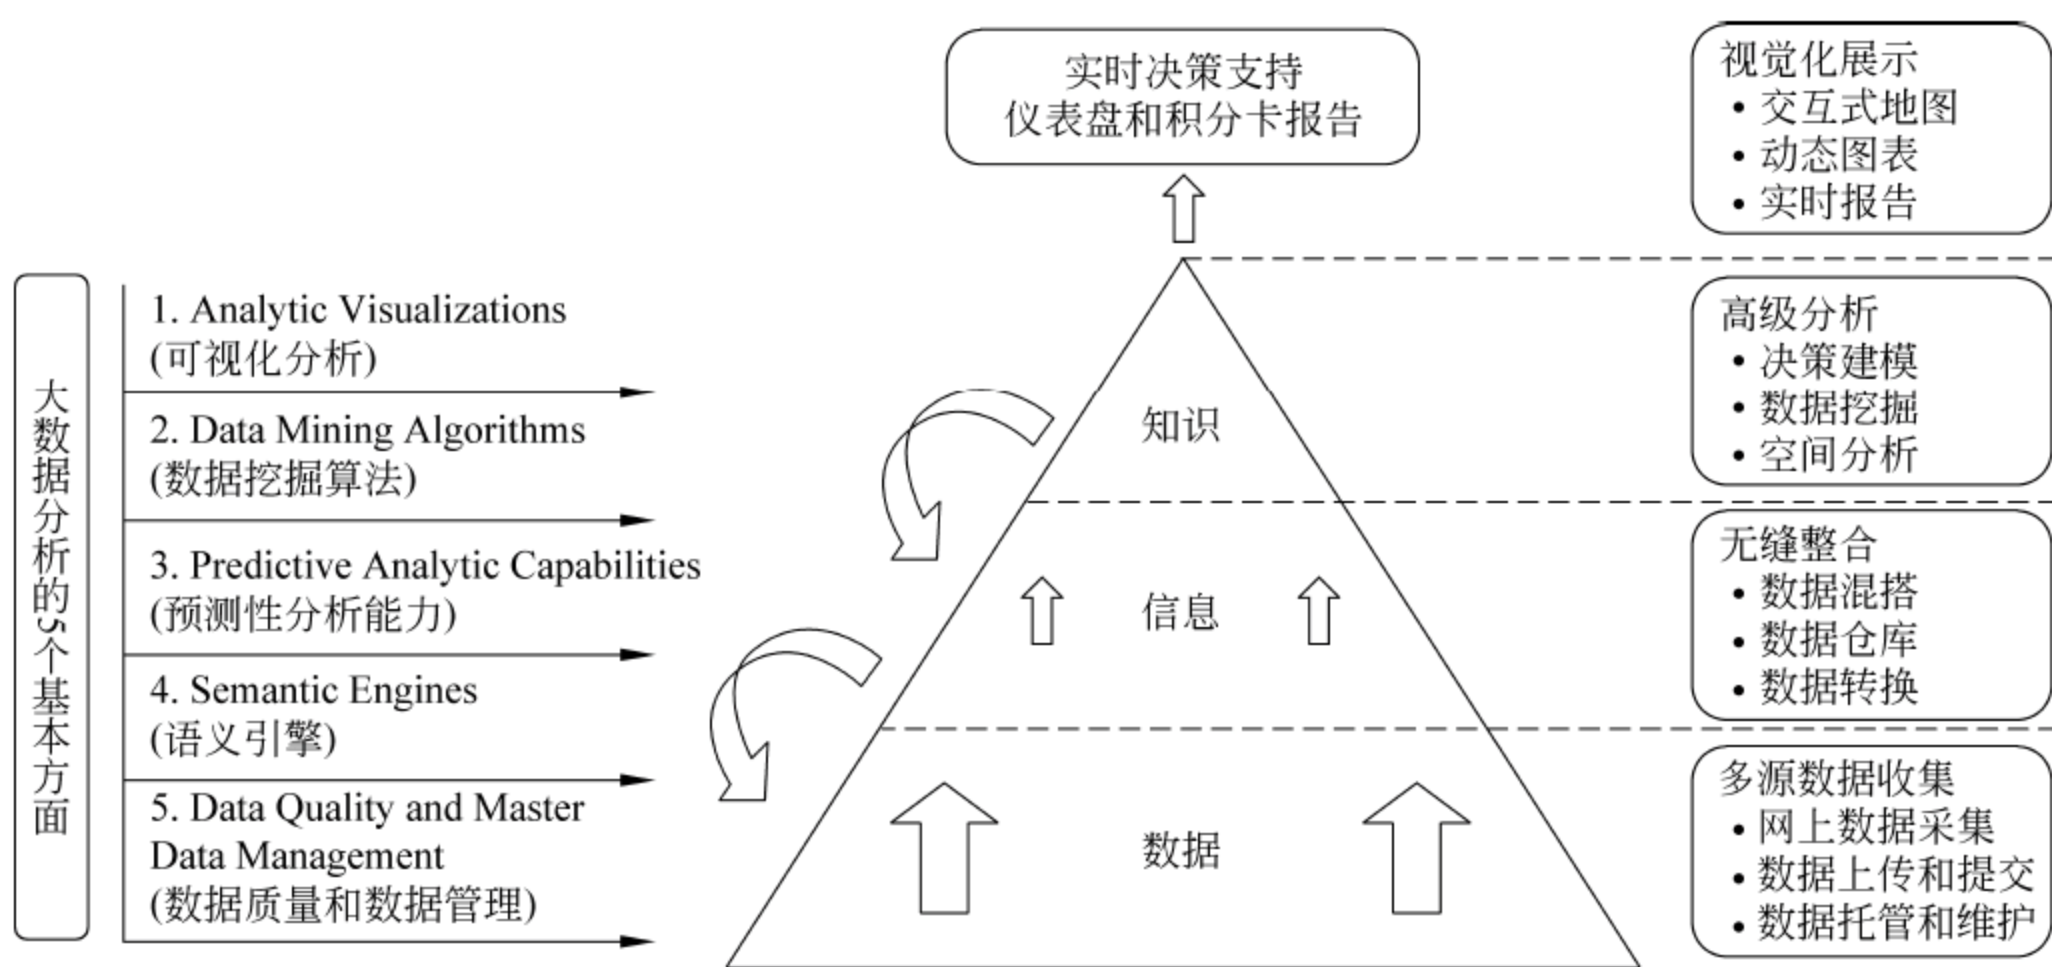 大数据分析的5个基本方面
1. Analytic Visualizations
(可视化分析)
2. Data Mining Algorithms
(数据挖掘算法)
3. Predictive Analytic Capabilities
(预测性分析能力)
4. Semantic Engines
(语义引擎)
5. Data Quality and Master
Data Management
(数据质量和数据管理)
实时决策支持
仪表盘和积分卡报告
知识
信息
数据
视觉化展示
• 交互式地图
• 动态图表
• 实时报告
高级分析
• 决策建模
• 数据挖掘
• 空间分析
无缝整合
• 数据混搭
• 数据仓库
• 数据转换
多源数据收集
• 网上数据采集
• 数据上传和提交
• 数据托管和维护